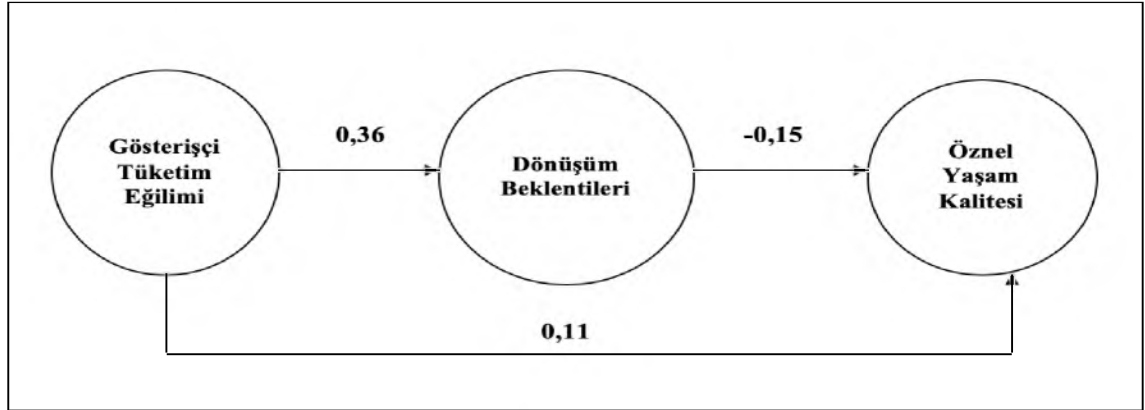 Gösterişçi
Tüketim
Eğilimi
0,36
Dönüşüm
Beklentileri
-0,15
Öznel
Yaşam
Kalitesi
0,11